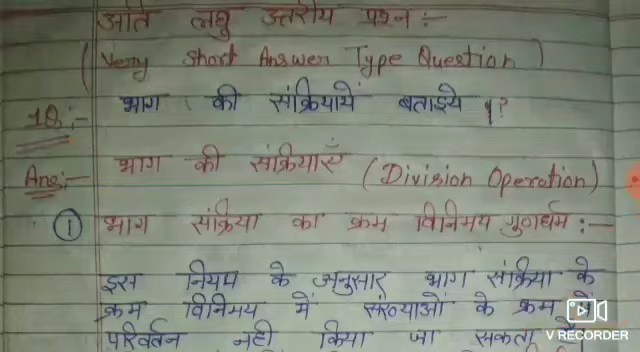 अति लघु उत्तरीय प्रश्न :-
( Very Short Answer Type Question )
1Q:- भाग की संक्रियायें बताइये ?
Ans:- भाग की संक्रियाएँ ( Division Operation )
① भाग संक्रिया का क्रम विनिमय गुणधर्म :-
इस नियम के अनुसार भाग संक्रिया के
क्रम विनिमय में संख्याओं के क्रम में
परिवर्तन नही किया जा सकता है
V RECORDER